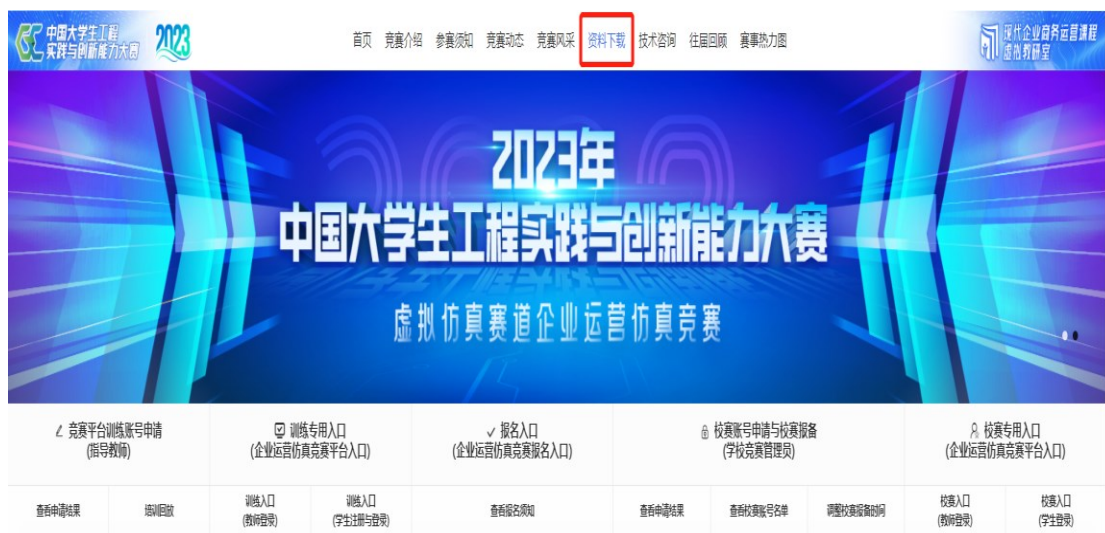 中国大学生工程
实践与创新能力大赛
2023
首页 竞赛介绍 参赛须知 竞赛动态 竞赛风采 资料下载 技术咨询 往届回顾 赛事热力图
现代企业商务运营课程
虚拟教研室
2023年
中国大学生工程实践与创新能力大赛
虚拟仿真赛道企业运营仿真竞赛
竞赛平台训练账号申请
(指导教师)
训练专用入口
(企业运营仿真竞赛平台入口)
报名入口
(企业运营仿真竞赛报名入口)
校赛账号申请与校赛报备
(学校竞赛管理员)
校赛专用入口
(企业运营仿真竞赛平台入口)
查看申请结果
培训回放
训练入口
(教师登录)
训练入口
(学生注册与登录)
查看报名须知
查看申请结果
查看校赛账号名单
调整校赛报备时间
校赛入口
(教师登录)
校赛入口
(学生登录)